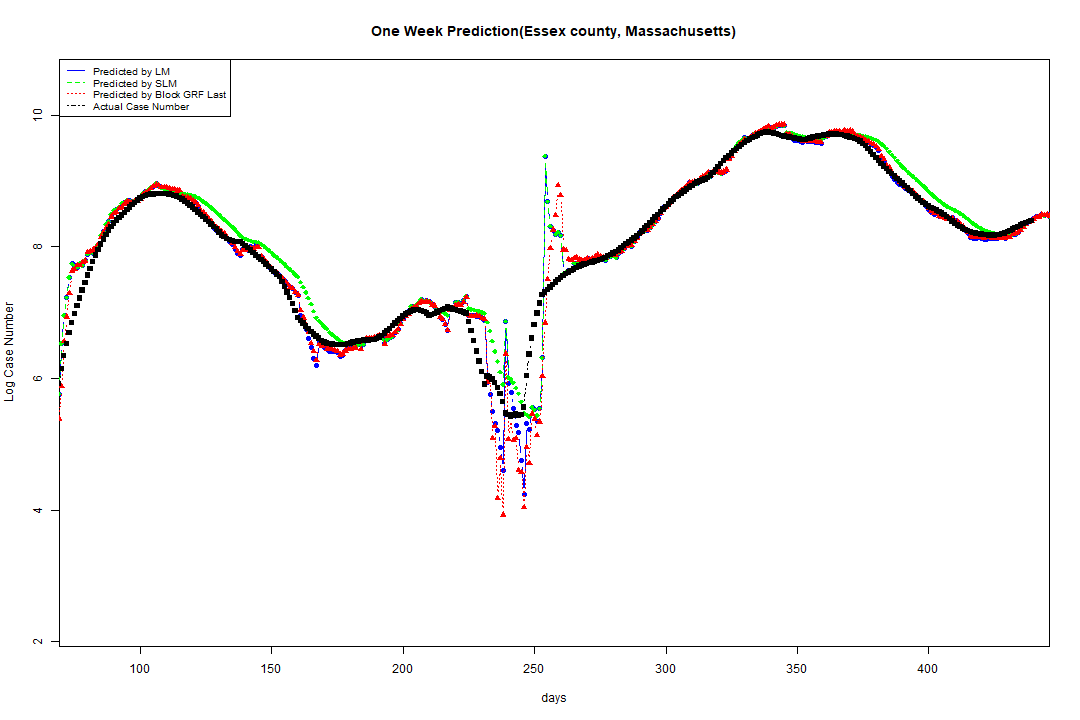 One Week Prediction(Essex county, Massachusetts)
Predicted by LM
Predicted by SLM
Predicted by Block GRF Last
Actual Case Number
Log Case Number
10
8
6
4
2
100 150 200 250 300 350 400
days